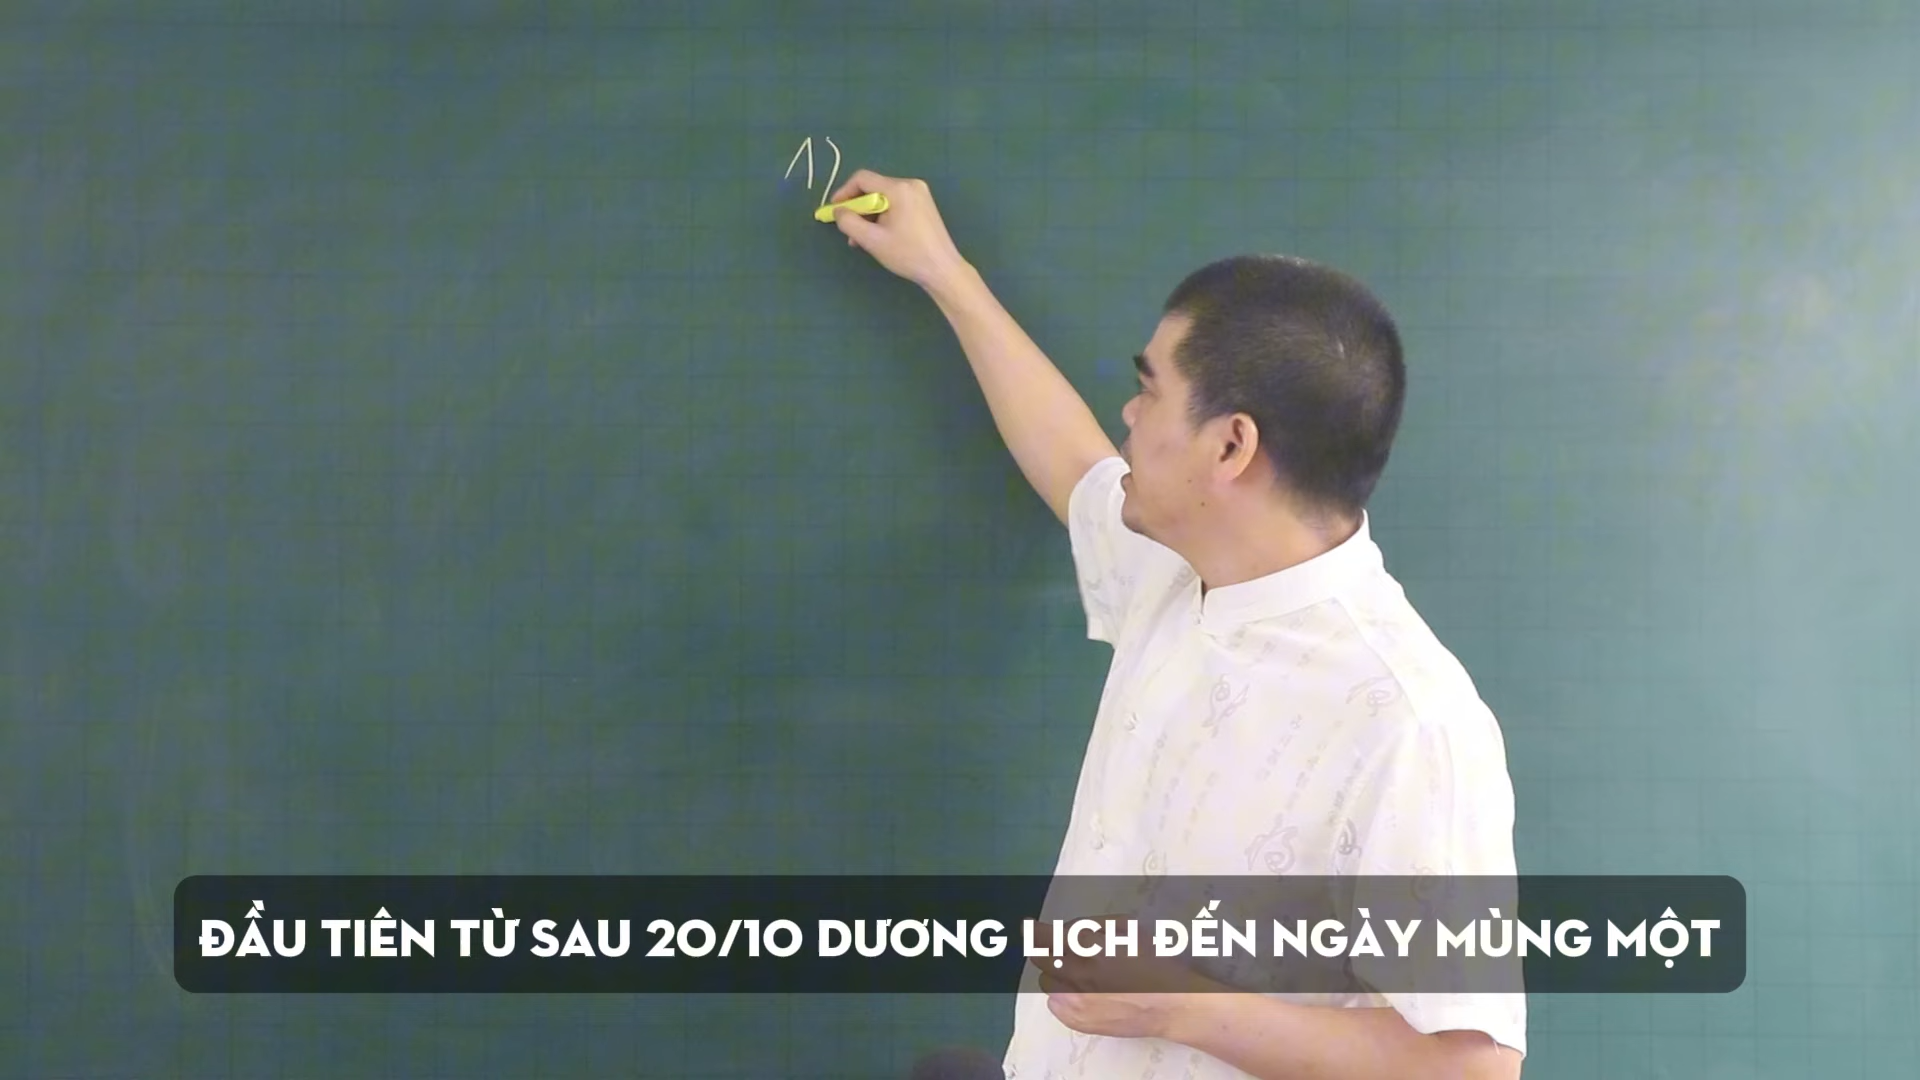 12
ĐẦU TIÊN TỪ SAU 20/10 DƯƠNG LỊCH ĐẾN NGÀY MÙNG MỘT